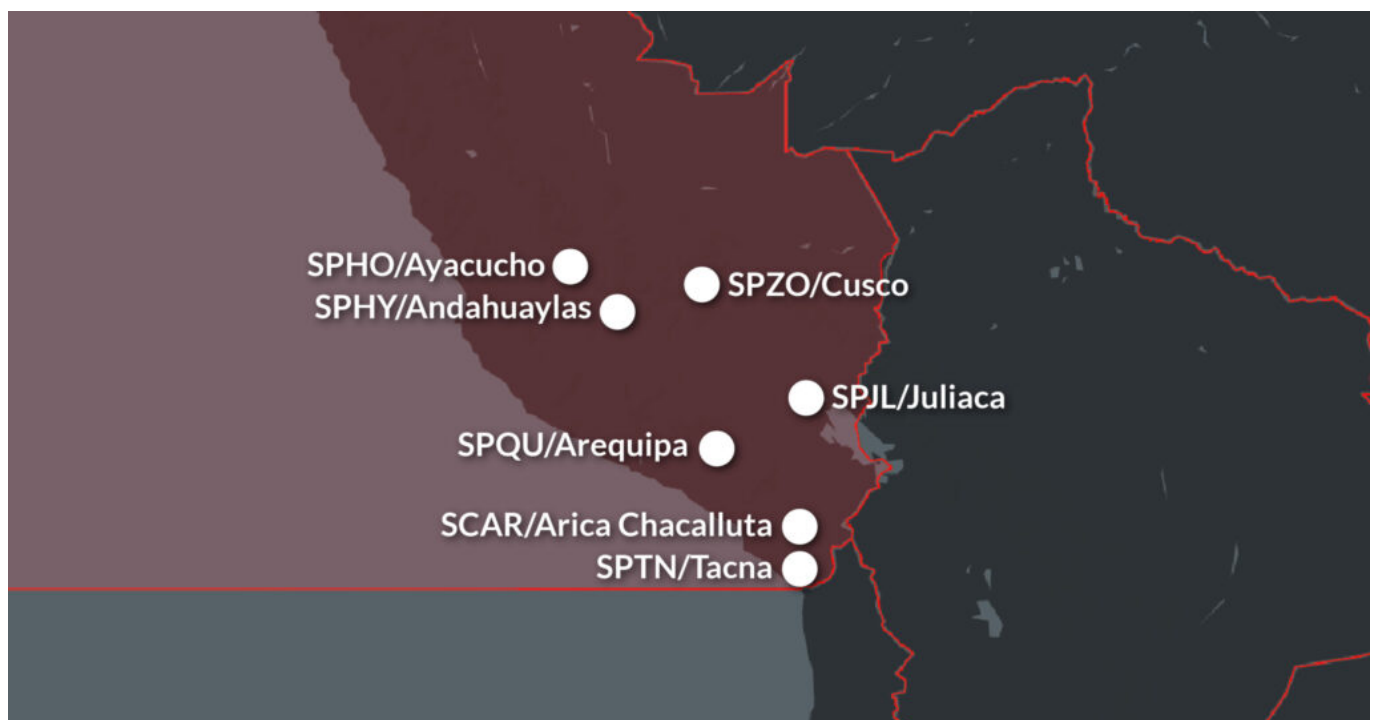 SPHO/Ayacucho
SPZO/Cusco
SPHY/Andahuaylas
SPJL/Juliaca
SPQU/Arequipa
SCAR/Arica Chacalluta
SPTN/Tacna